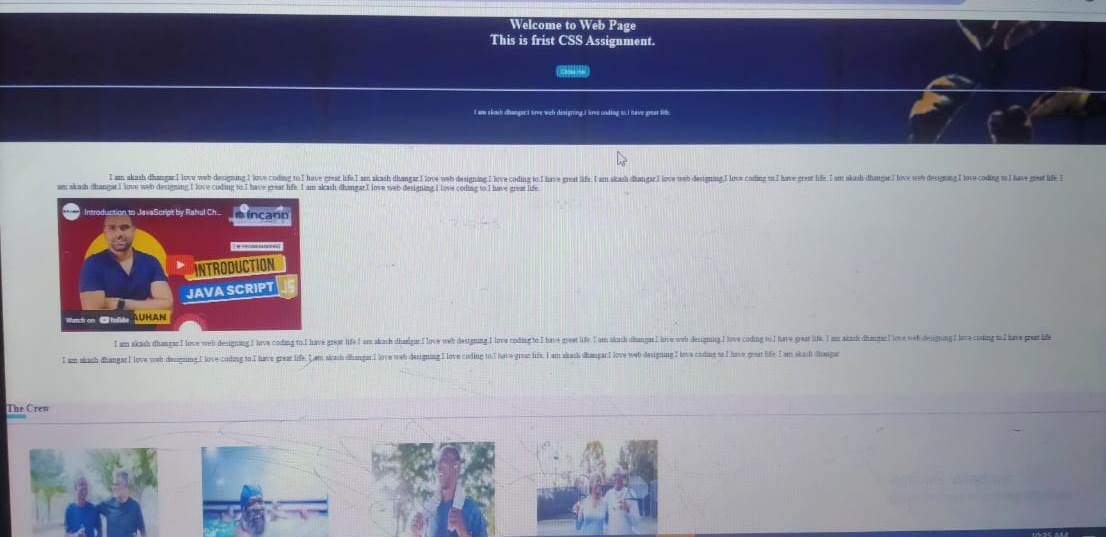 Welcome to Web Page
This is frist CSS Assignment.
I am akash dhangar.I love web designing.I love coding to.I have great life.
I am akash dhangar.I love web designing.I love coding to.I have great life.I am akash dhangar.I love web designing.I love coding to.I have great life. I am akash dhangar.I love web designing.I love coding to.I have great life. I am akash dhangar.I love web designing.I love coding to.I have great life. I
am akash dhangar.I love web designing.I love coding to.I have great life. I am akash dhangar.I love web designing.I love coding to.I have great life.
Introduction to JavaScript by Rahul Ch...
incapp
INTRODUCTION
JAVA SCRIPT JS
Watch on YouTube AUHAN
I am akash dhangar.I love web designing.I love coding to.I have great life.I am akash dhangar.I love web designing.I love coding to.I have great life. I am akash dhangar.I love web designing.I love coding to.I have great life. I am akash dhangar.I love web designing.I love coding to.I have great life
I am akash dhangar.I love web designing.I love coding to.I have great life. I am akash dhangar.I love web designing.I love coding to.I have great life. I am akash dhangar.I love web designing.I love coding to.I have great life. I am akash dhangar
The Crew
10:25 AM